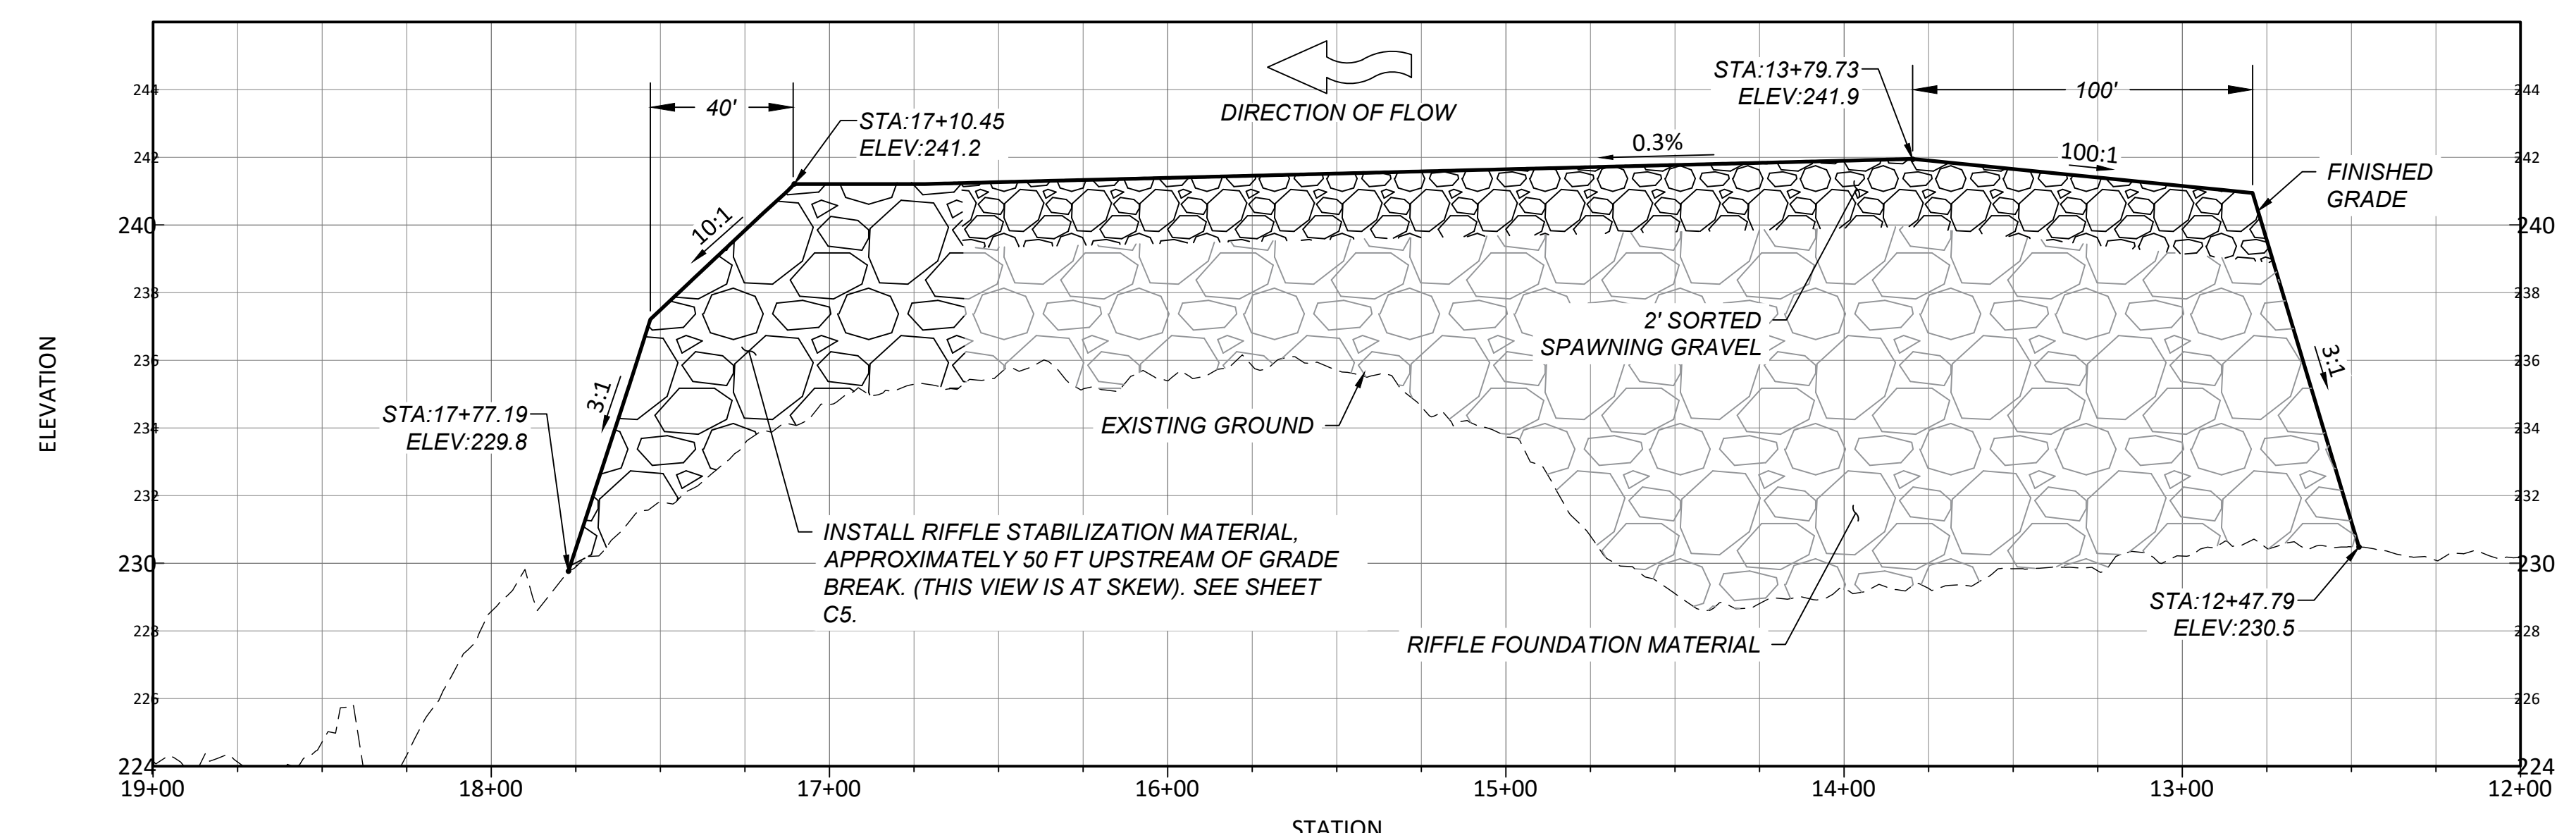 STA:13+79.73
ELEV:241.9
244
40'
100'
244
STA:17+10.45
ELEV:241.2
DIRECTION OF FLOW
242
0.3%
100:1
242
FINISHED
GRADE
240
10:1
240
238
238
2' SORTED
SPAWNING GRAVEL
236
236
3:1
3:1
STA:17+77.19
ELEV:229.8
EXISTING GROUND
234
234
232
232
INSTALL RIFFLE STABILIZATION MATERIAL,
APPROXIMATELY 50 FT UPSTREAM OF GRADE
BREAK. (THIS VIEW IS AT SKEW). SEE SHEET
C5.
230
230
STA:12+47.79
ELEV:230.5
228
228
RIFFLE FOUNDATION MATERIAL
226
226
224
224
ELEVATION
19+00
18+00
17+00
16+00
15+00
14+00
13+00
12+00
STATION